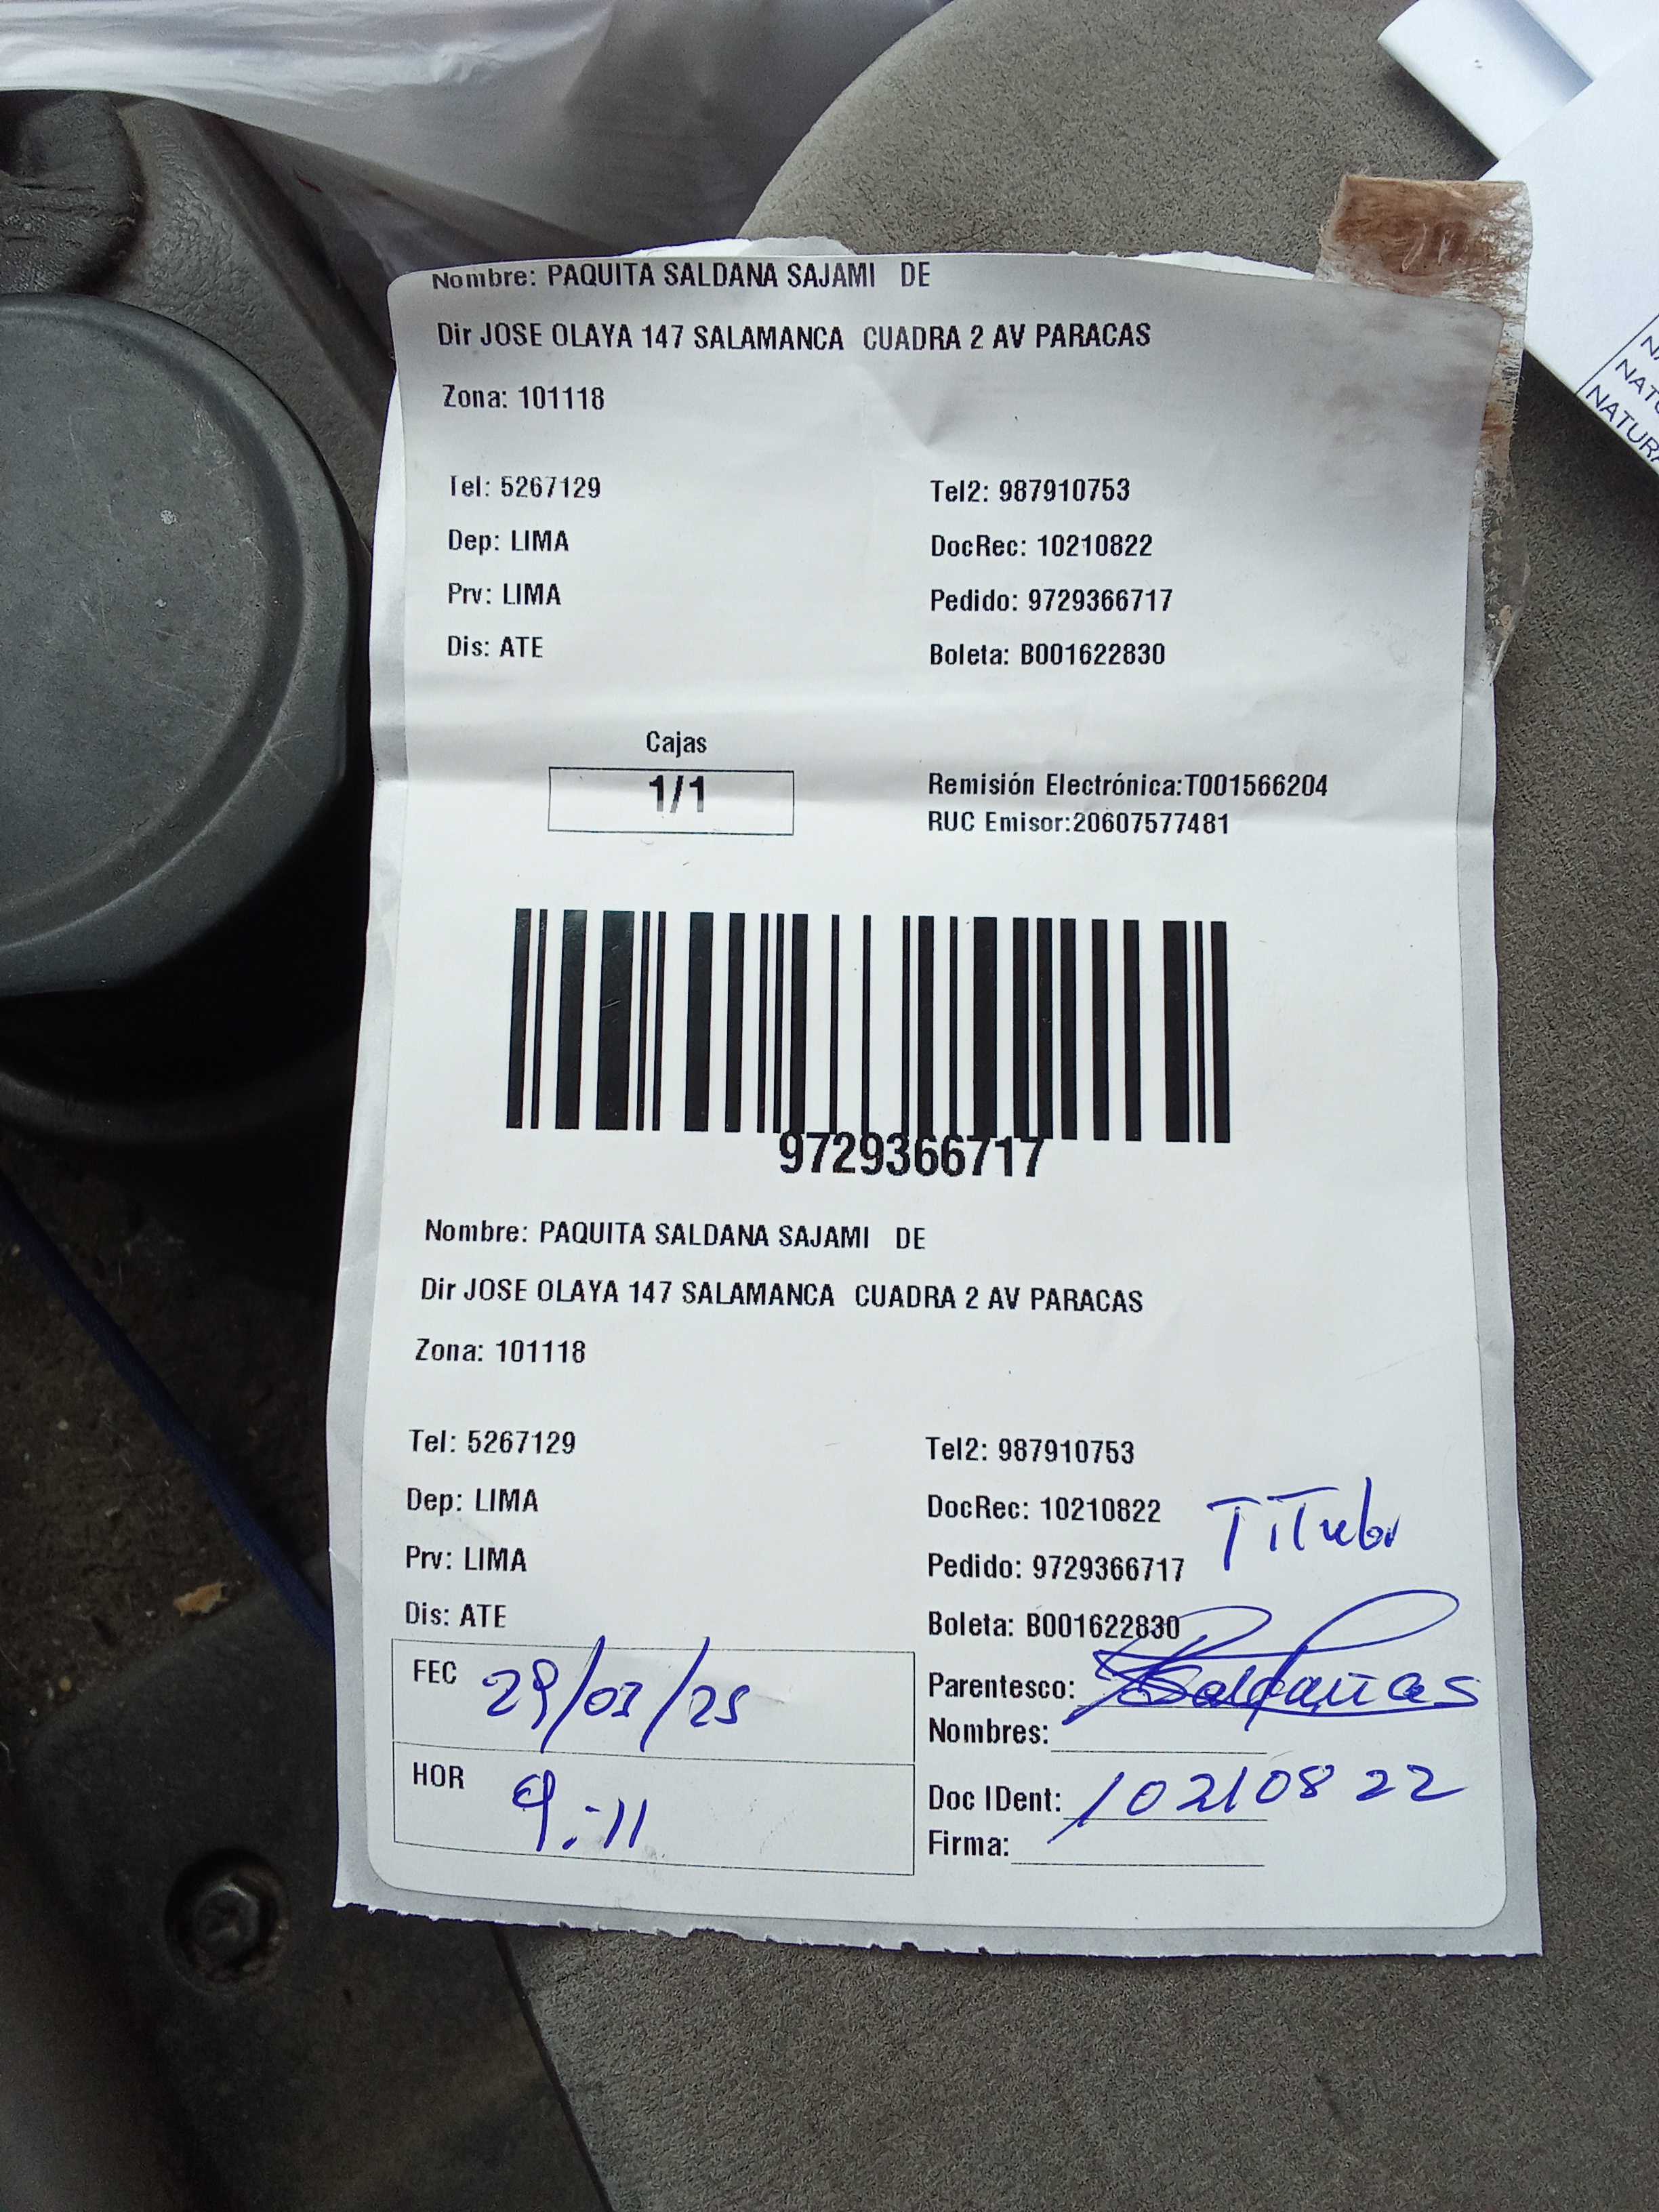 Nombre: PAQUITA SALDANA SAJAMI DE
Dir JOSE OLAYA 147 SALAMANCA CUADRA 2 AV PARACAS
Zona: 101118
Tel: 5267129 Tel2: 987910753
Dep: LIMA DocRec: 10210822
Prv: LIMA Pedido: 9729366717
Dis: ATE Boleta: B001622830
Cajas
1/1
Remisión Electrónica:T001566204
RUC Emisor:20607577481
9729366717
Nombre: PAQUITA SALDANA SAJAMI DE
Dir JOSE OLAYA 147 SALAMANCA CUADRA 2 AV PARACAS
Zona: 101118
Tel: 5267129 Tel2: 987910753
Dep: LIMA DocRec: 10210822 TiTular
Prv: LIMA Pedido: 9729366717
Dis: ATE Boleta: B001622830
FEC 29/03/25 Parentesco:
Nombres:
HOR 9:11 Doc IDent: 10210822
Firma: